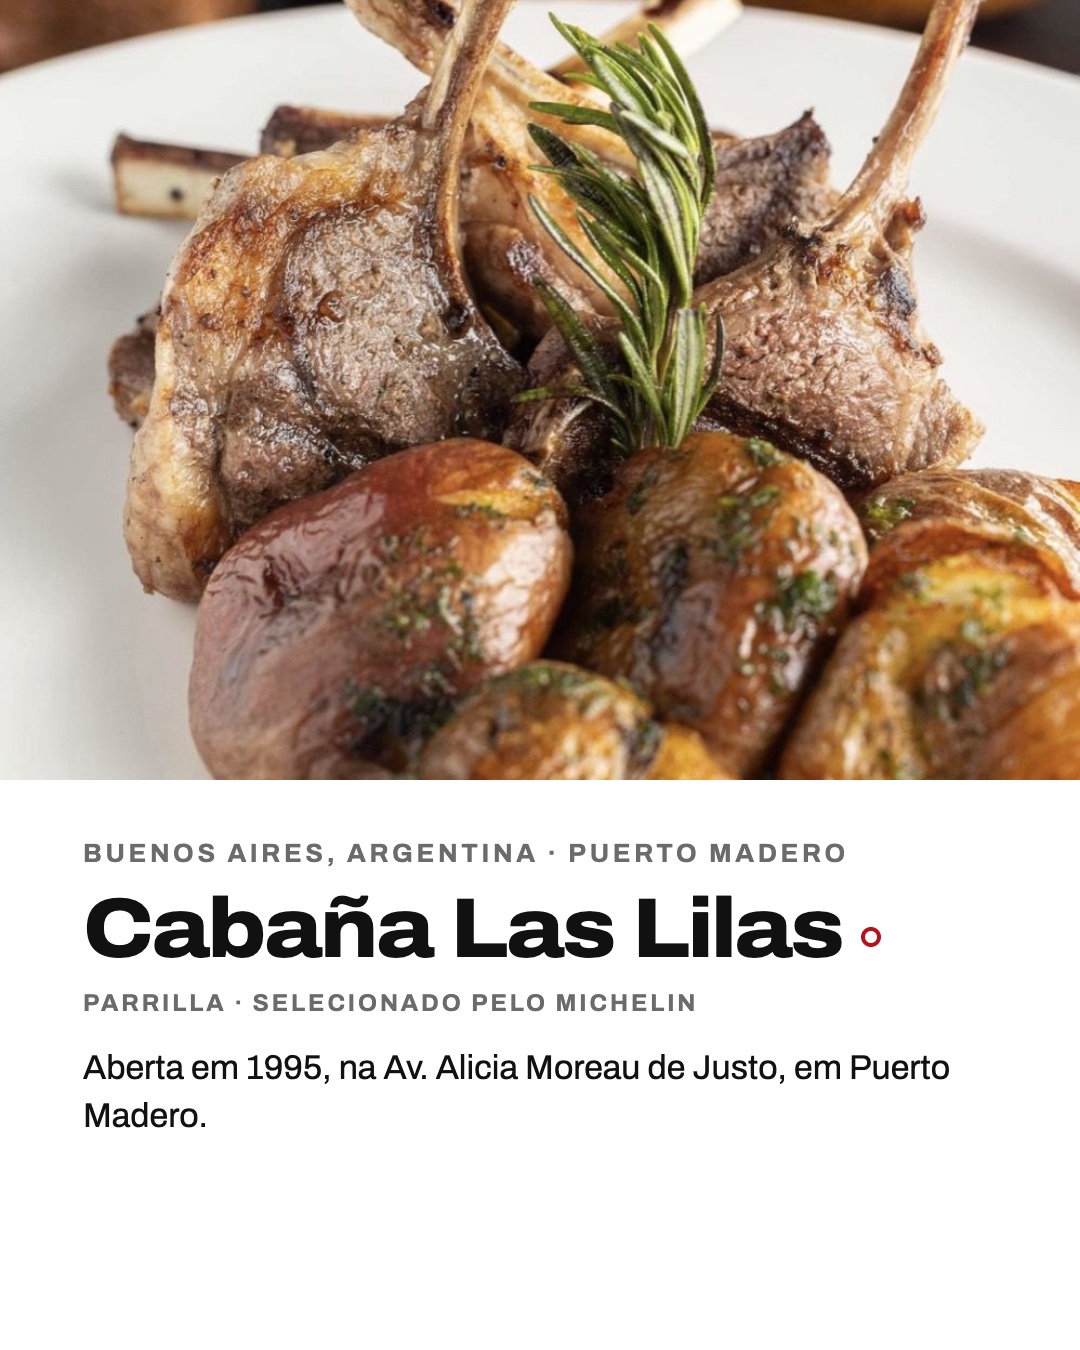 BUENOS AIRES, ARGENTINA · PUERTO MADERO
Cabaña Las Lilas
PARRILLA · SELECIONADO PELO MICHELIN
Aberta em 1995, na Av. Alicia Moreau de Justo, em Puerto
Madero.